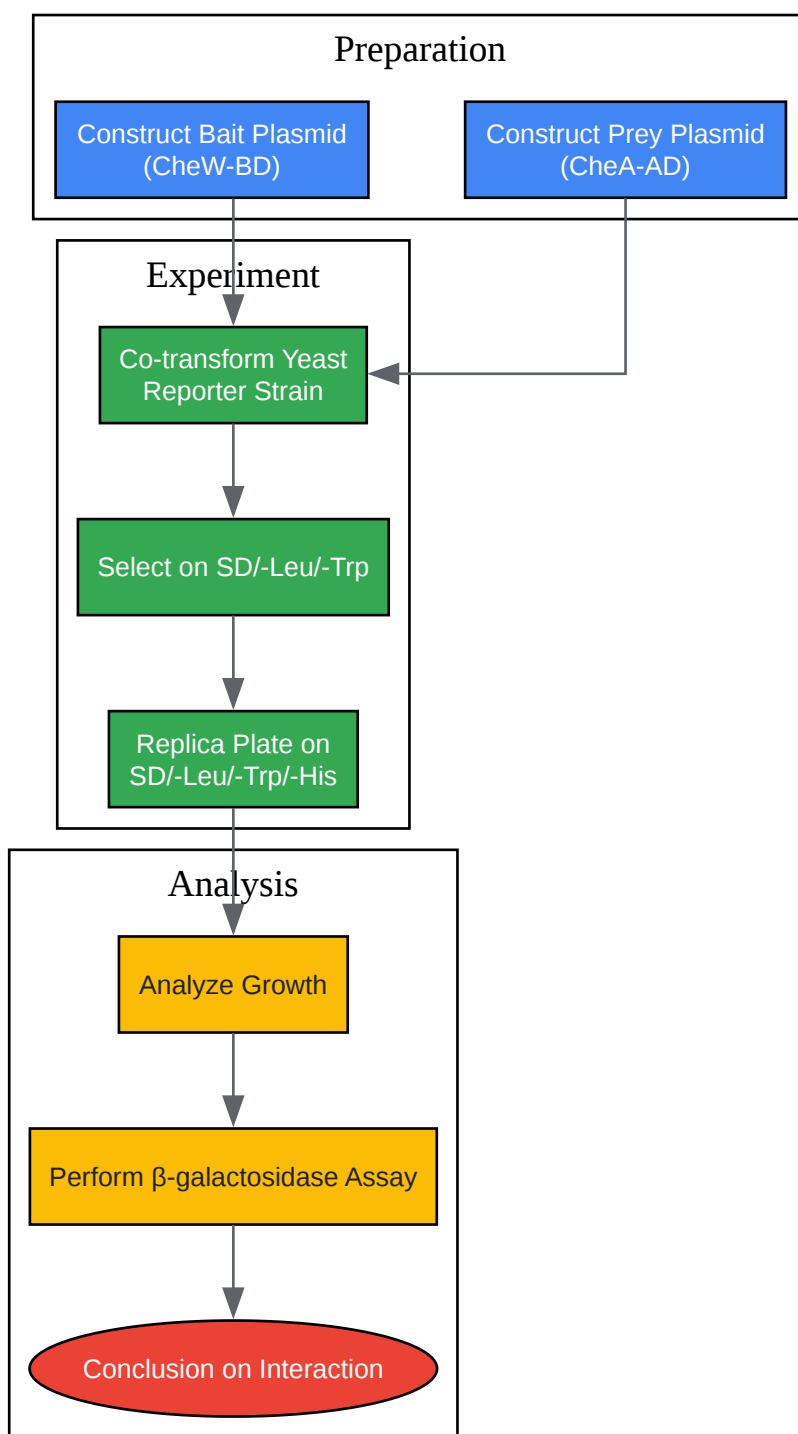 Preparation
Construct Bait Plasmid
(CheW-BD)
Construct Prey Plasmid
(CheA-AD)
Experiment
Co-transform Yeast
Reporter Strain
Select on SD/-Leu/-Trp
Replica Plate on
SD/-Leu/-Trp/-His
Analysis
Analyze Growth
Perform β-galactosidase Assay
Conclusion on Interaction